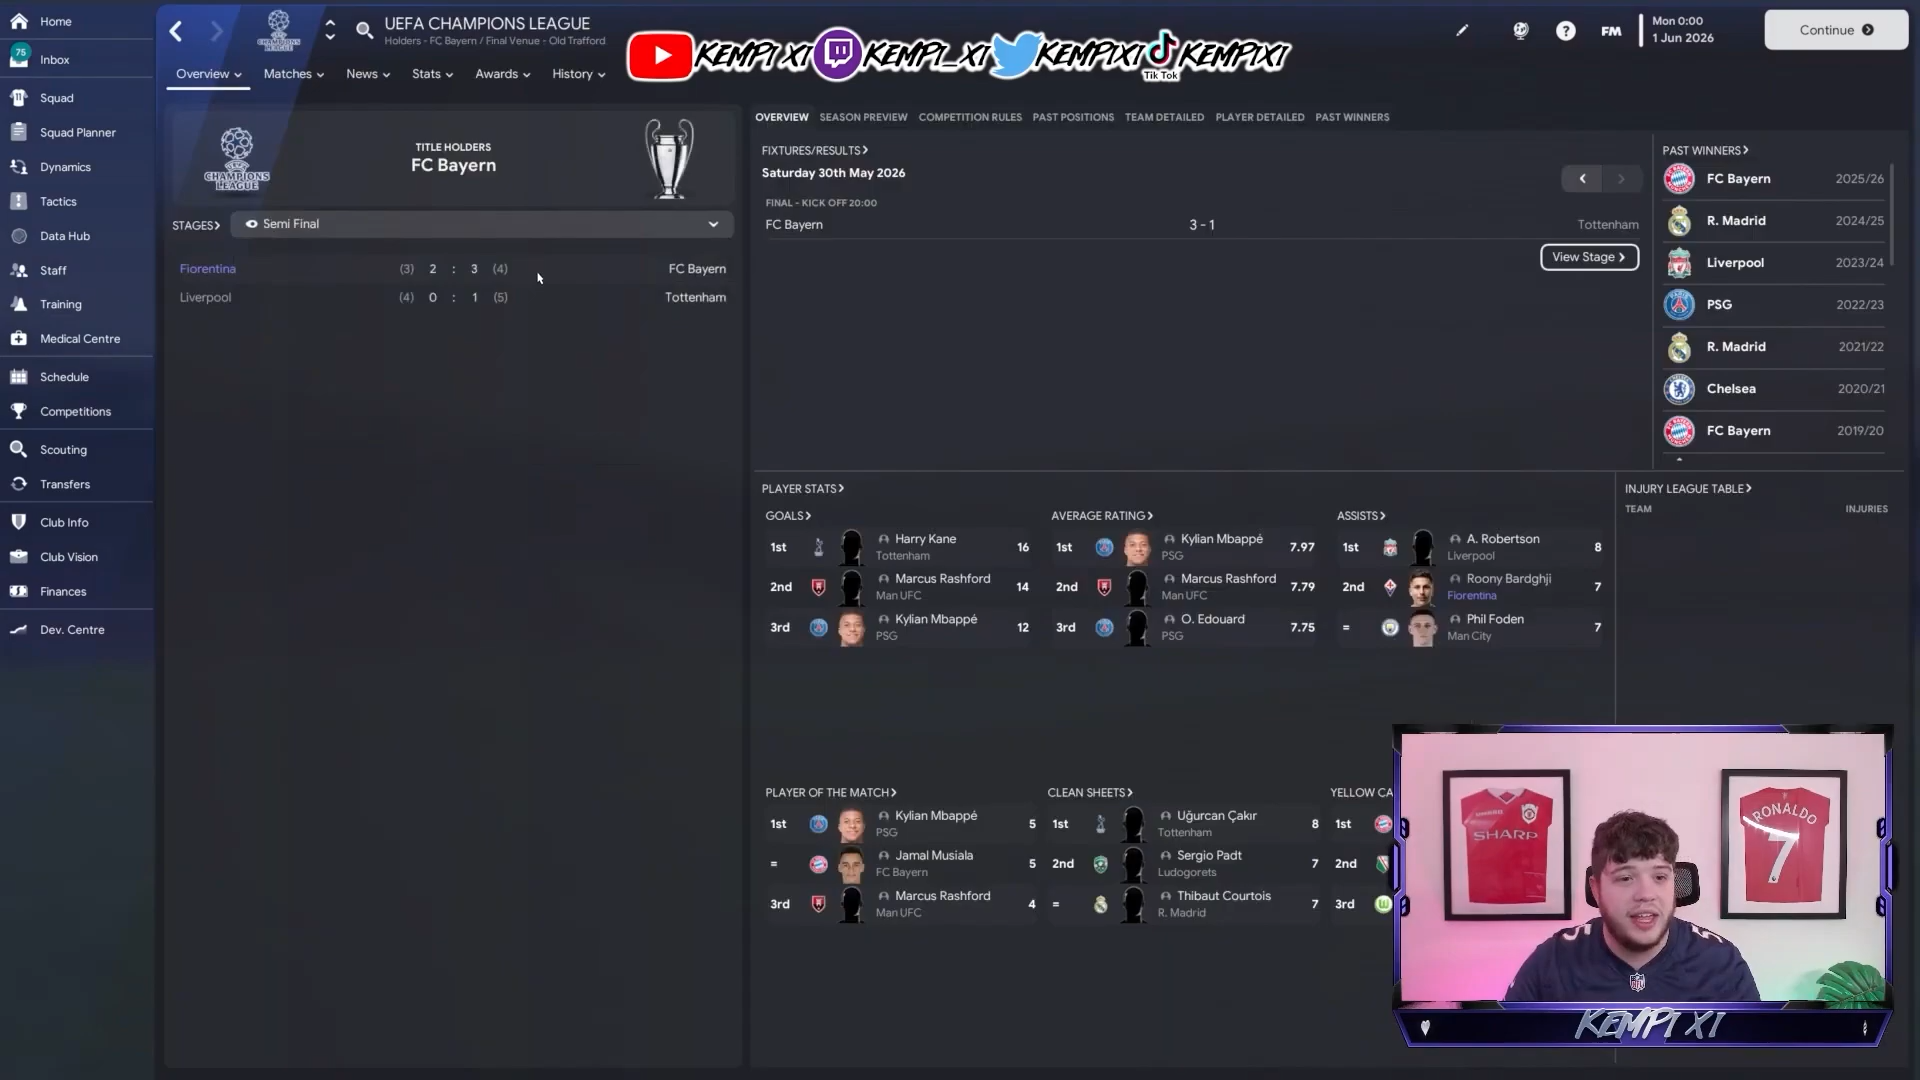 Home
75
Inbox
Squad
Squad Planner
Dynamics
Tactics
Data Hub
Staff
Training
Medical Centre
Schedule
Competitions
Scouting
Transfers
Club Info
Club Vision
Finances
Dev. Centre
CHAMPIONS LEAGUE
UEFA CHAMPIONS LEAGUE
Holders - FC Bayern / Final Venue - Old Trafford
Overview Matches News Stats Awards History
KEMPI XI KEMPI_XI KEMPIXI KEMPIXI
Tik Tok
FM
Mon 0:00
1 Jun 2026
Continue
CHAMPIONS LEAGUE
TITLE HOLDERS
FC Bayern
STAGES> Semi Final
Fiorentina (3) 2 : 3 (4) FC Bayern
Liverpool (4) 0 : 1 (5) Tottenham
OVERVIEW SEASON PREVIEW COMPETITION RULES PAST POSITIONS TEAM DETAILED PLAYER DETAILED PAST WINNERS
FIXTURES/RESULTS>
Saturday 30th May 2026
FINAL - KICK OFF 20:00
FC Bayern 3 - 1 Tottenham
View Stage >
PAST WINNERS>
FC Bayern 2025/26
R. Madrid 2024/25
Liverpool 2023/24
PSG 2022/23
R. Madrid 2021/22
Chelsea 2020/21
FC Bayern 2019/20
PLAYER STATS>
GOALS>
1st Harry Kane 16
Tottenham
2nd Marcus Rashford 14
Man UFC
3rd Kylian Mbappé 12
PSG
AVERAGE RATING>
1st Kylian Mbappé 7.97
PSG
2nd Marcus Rashford 7.79
Man UFC
3rd O. Edouard 7.75
PSG
ASSISTS>
1st A. Robertson 8
Liverpool
2nd Roony Bardghji 7
Fiorentina
= Phil Foden 7
Man City
INJURY LEAGUE TABLE>
TEAM INJURIES
PLAYER OF THE MATCH>
1st Kylian Mbappé 5
PSG
= Jamal Musiala 5
FC Bayern
3rd Marcus Rashford 4
Man UFC
CLEAN SHEETS>
1st Uğurcan Çakır 8
Tottenham
2nd Sergio Padt 7
Ludogorets
= Thibaut Courtois 7
R. Madrid
YELLOW CA
1st
2nd
3rd
SHARP
RONALDO
7
NFL
KEMPI XI